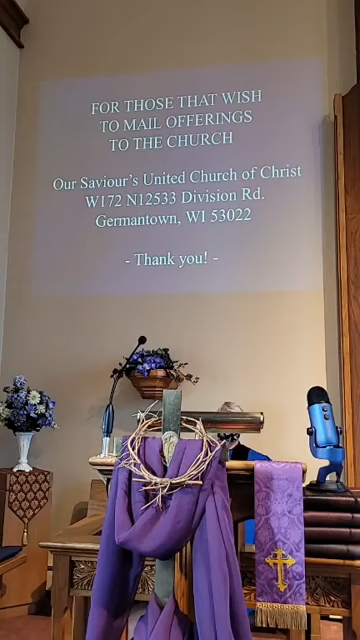 FOR THOSE THAT WISH
TO MAIL OFFERINGS
TO THE CHURCH
Our Saviour's United Church of Christ
W172 N12533 Division Rd.
Germantown, WI 53022
- Thank you! -